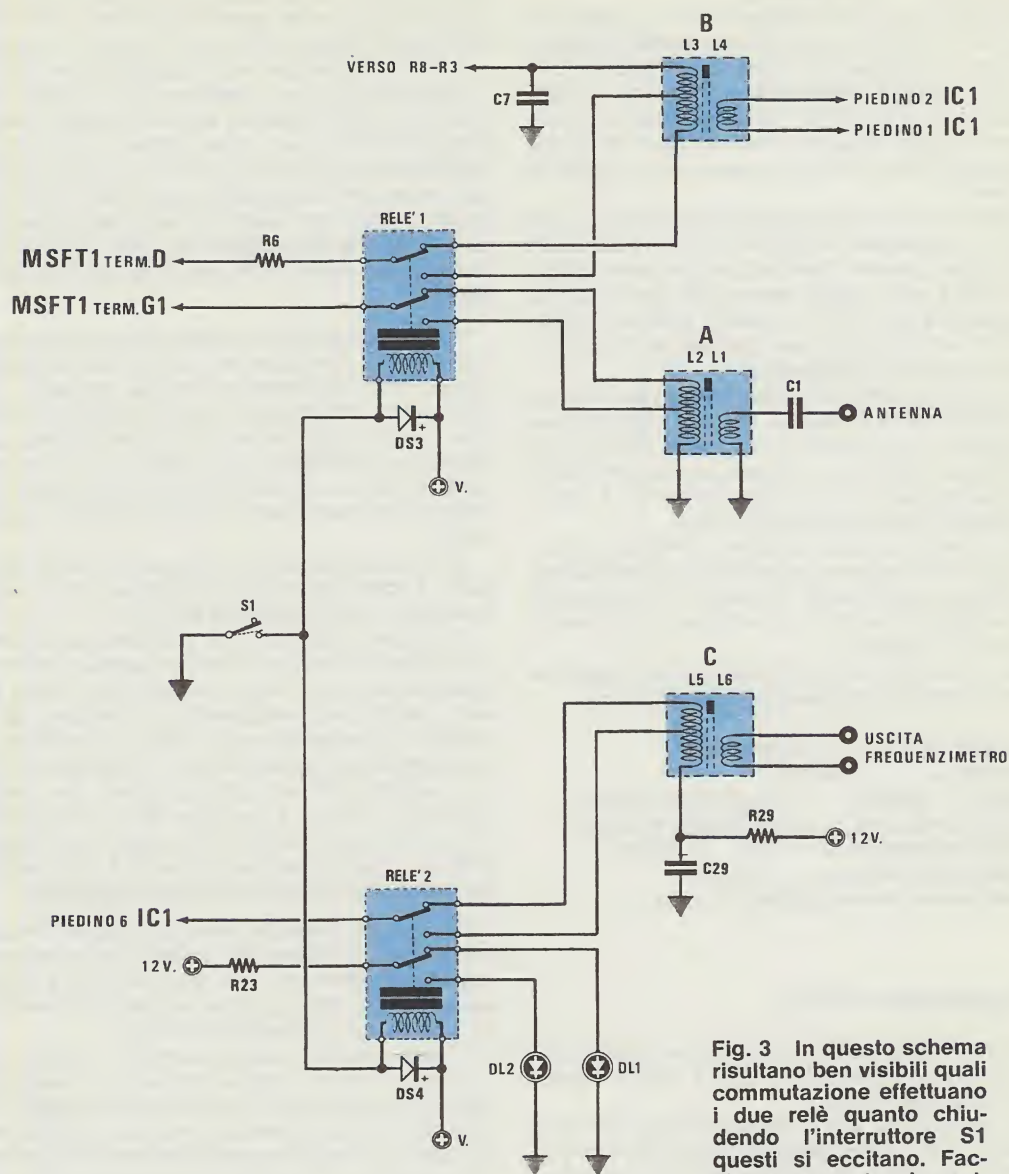 B
L3 L4
VERSO R8-R3
C7
PIEDINO 2 IC1
PIEDINO 1 IC1
RELE' 1
R6
MSFT1 TERM.D
MSFT1 TERM.G1
A
L2 L1
C1
ANTENNA
DS3
+
V.
S1
C
L5 L6
USCITA
FREQUENZIMETRO
R29
12V.
C29
RELE' 2
PIEDINO 6 IC1
12V.
R23
DL2
DL1
DS4
+
V.
Fig. 3 In questo schema
risultano ben visibili quali
commutazione effettuano
i due relè quanto chiu-
dendo l'interruttore S1
questi si eccitano. Fac-